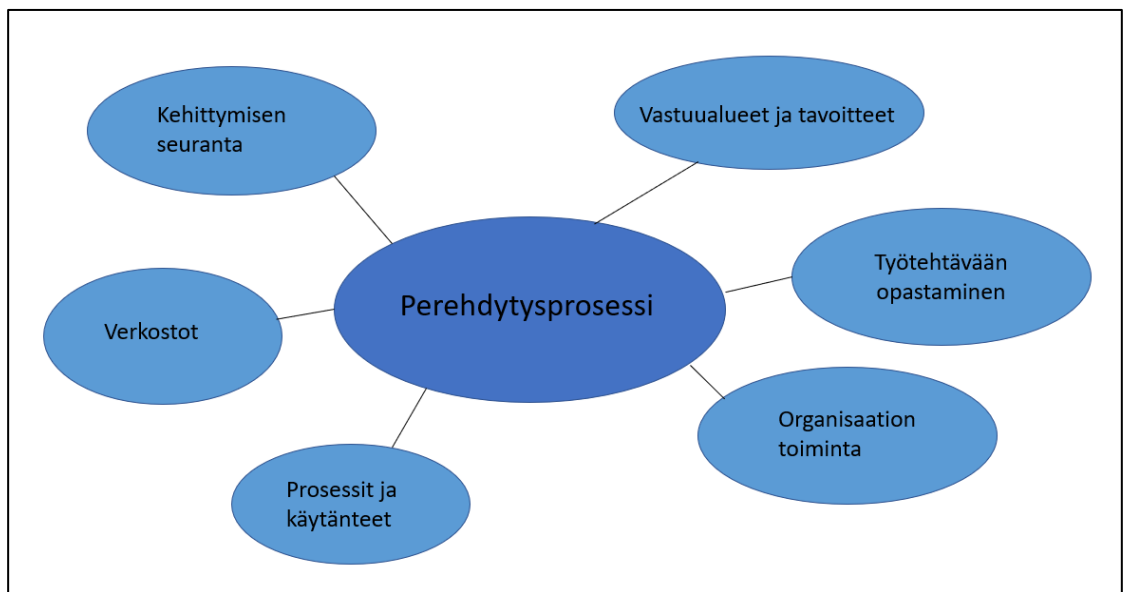 Kehittymisen
seuranta
Vastuualueet ja tavoitteet
Työtehtävään
opastaminen
Perehdytysprosessi
Verkostot
Organisaation
toiminta
Prosessit ja
käytänteet